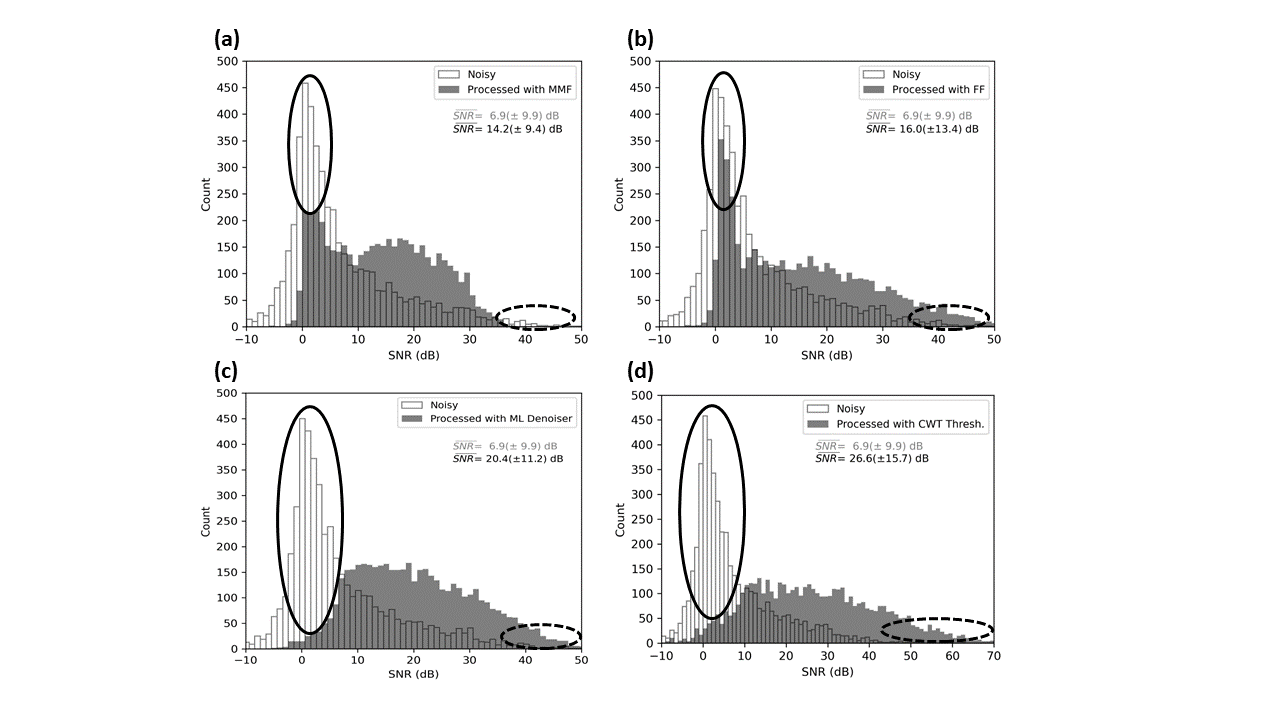 (a)
500
450
400
350
300
250
200
150
100
50
0
Count
Noisy
Processed with MMF
SNR= 6.9(± 9.9) dB
SNR= 14.2(± 9.4) dB
−10 0 10 20 30 40 50
SNR (dB)
(b)
500
450
400
350
300
250
200
150
100
50
0
Count
Noisy
Processed with FF
SNR= 6.9(± 9.9) dB
SNR= 16.0(±13.4) dB
−10 0 10 20 30 40 50
SNR (dB)
(c)
500
450
400
350
300
250
200
150
100
50
0
Count
Noisy
Processed with ML Denoiser
SNR= 6.9(± 9.9) dB
SNR= 20.4(±11.2) dB
−10 0 10 20 30 40 50
SNR (dB)
(d)
500
450
400
350
300
250
200
150
100
50
0
Count
Noisy
Processed with CWT Thresh.
SNR= 6.9(± 9.9) dB
SNR= 26.6(±15.7) dB
−10 0 10 20 30 40 50 60 70
SNR (dB)